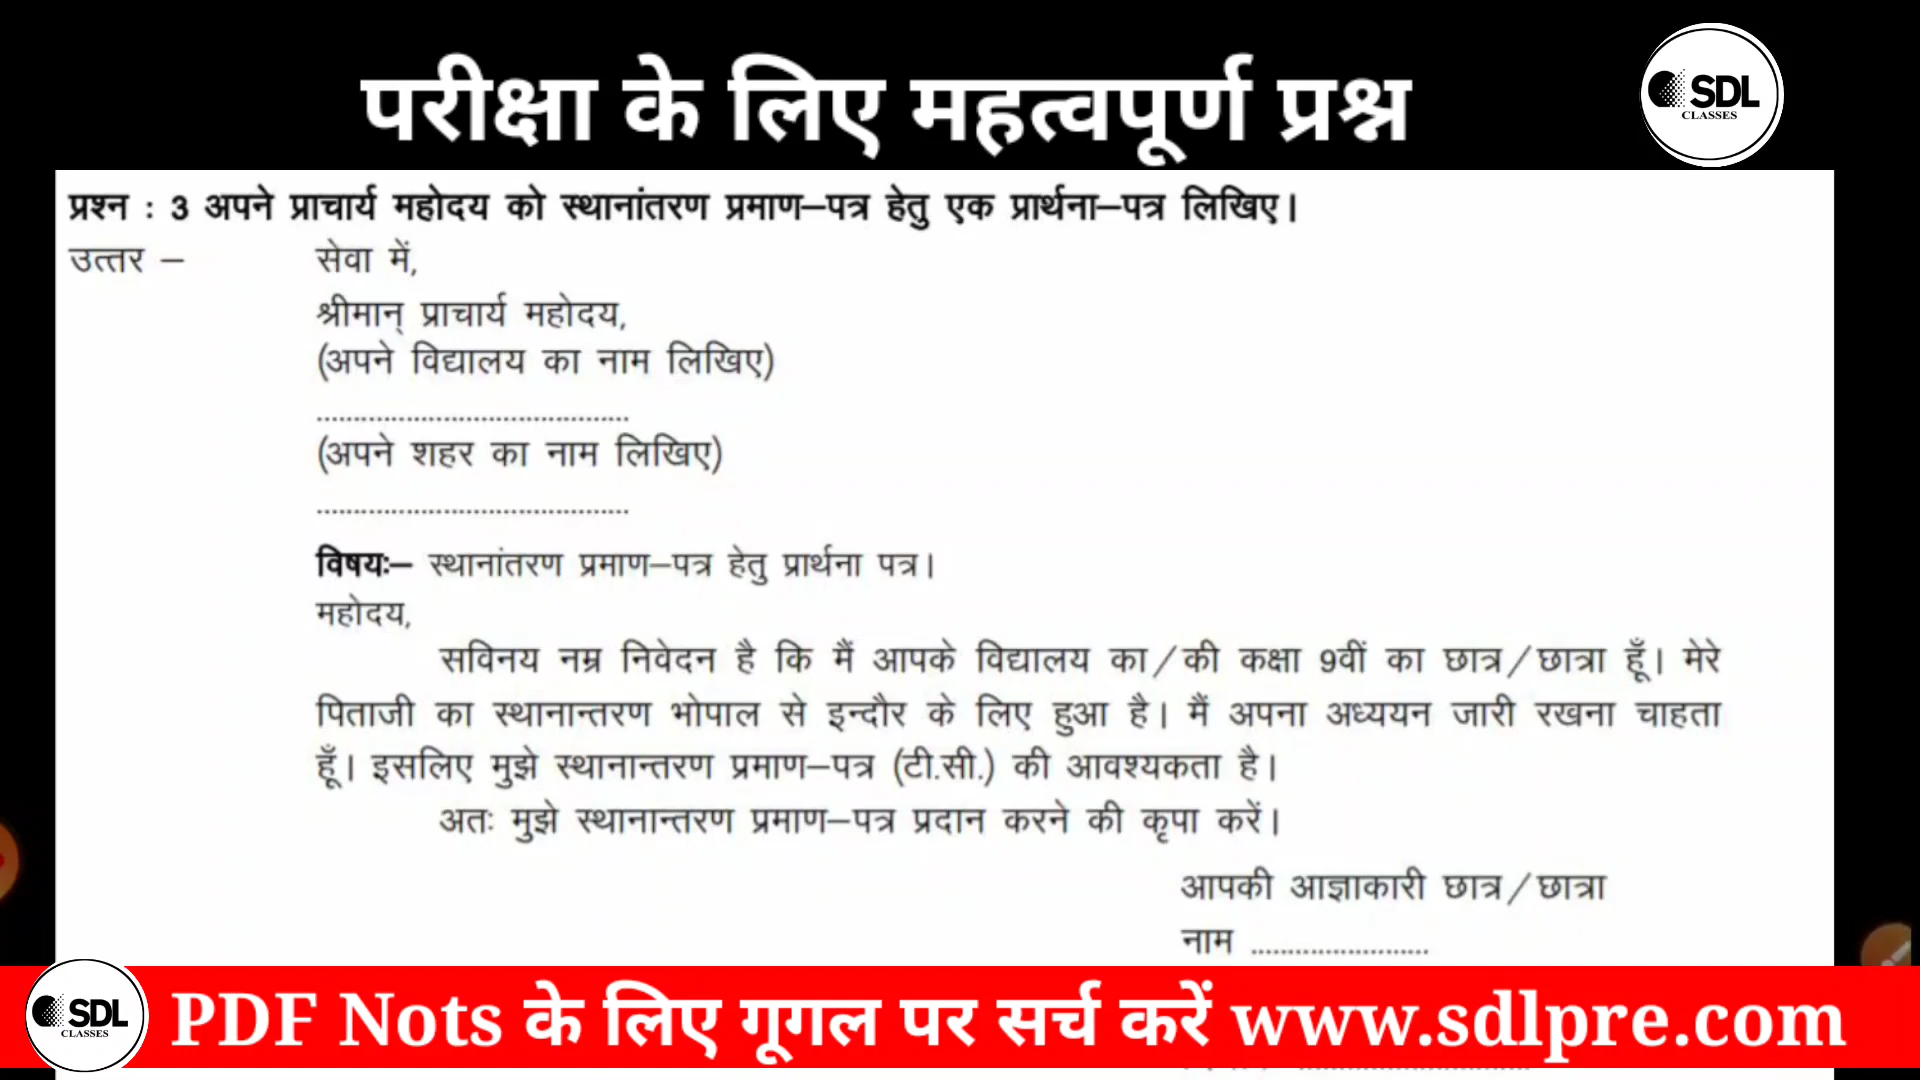 परीक्षा के लिए महत्वपूर्ण प्रश्न
SDL
CLASSES
प्रश्न : 3 अपने प्राचार्य महोदय को स्थानांतरण प्रमाण–पत्र हेतु एक प्रार्थना–पत्र लिखिए।
उत्तर – सेवा में,
श्रीमान् प्राचार्य महोदय,
(अपने विद्यालय का नाम लिखिए)
........................................
(अपने शहर का नाम लिखिए)
........................................
विषयः– स्थानांतरण प्रमाण–पत्र हेतु प्रार्थना पत्र।
महोदय,
सविनय नम्र निवेदन है कि मैं आपके विद्यालय का/की कक्षा 9वीं का छात्र/छात्रा हूँ। मेरे
पिताजी का स्थानान्तरण भोपाल से इन्दौर के लिए हुआ है। मैं अपना अध्ययन जारी रखना चाहता
हूँ। इसलिए मुझे स्थानान्तरण प्रमाण–पत्र (टी.सी.) की आवश्यकता है।
अतः मुझे स्थानान्तरण प्रमाण–पत्र प्रदान करने की कृपा करें।
आपकी आज्ञाकारी छात्र/छात्रा
नाम ........................
SDL
CLASSES
PDF Nots के लिए गूगल पर सर्च करें www.sdlpre.com